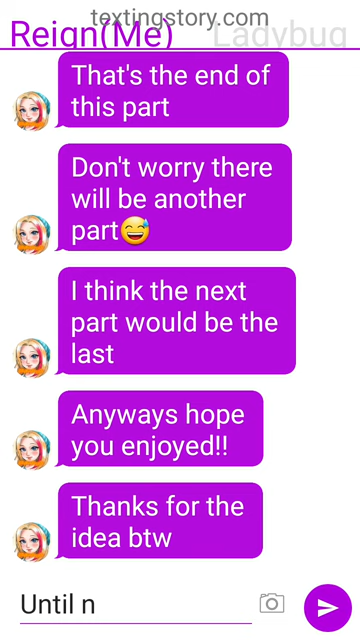 textingstory.com
Reign(Me) Ladybug
That's the end of
this part
Don't worry there
will be another
part😅
I think the next
part would be the
last
Anyways hope
you enjoyed!!
Thanks for the
idea btw
Until n